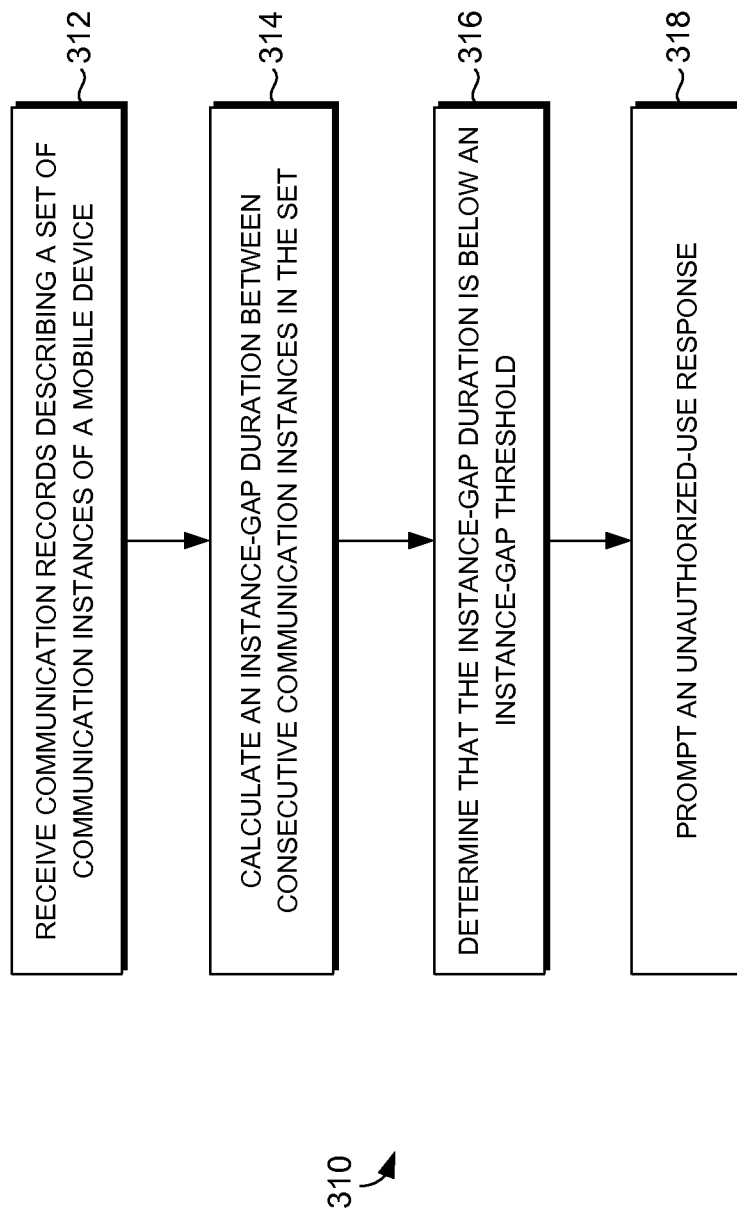 310
RECEIVE COMMUNICATION RECORDS DESCRIBING A SET OF
COMMUNICATION INSTANCES OF A MOBILE DEVICE
312
CALCULATE AN INSTANCE-GAP DURATION BETWEEN
CONSECUTIVE COMMUNICATION INSTANCES IN THE SET
314
DETERMINE THAT THE INSTANCE-GAP DURATION IS BELOW AN
INSTANCE-GAP THRESHOLD
316
PROMPT AN UNAUTHORIZED-USE RESPONSE
318